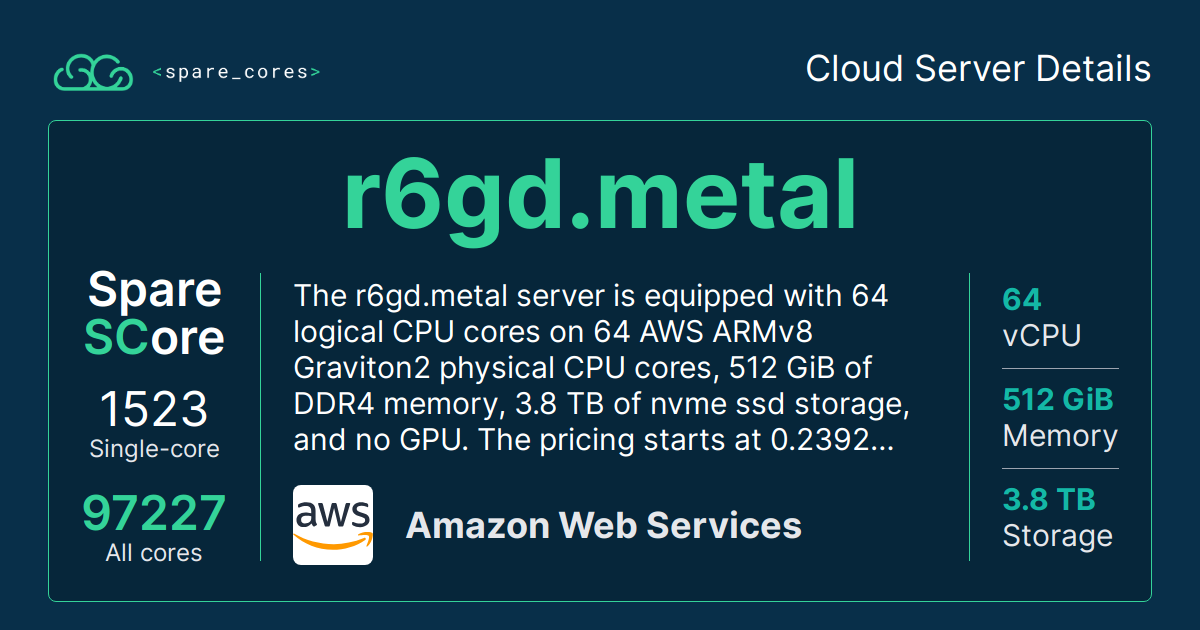 <spare_cores>
Cloud Server Details
r6gd.metal
Spare
SCore
1523
Single-core
97227
All cores
The r6gd.metal server is equipped with 64
logical CPU cores on 64 AWS ARMv8
Graviton2 physical CPU cores, 512 GiB of
DDR4 memory, 3.8 TB of nvme ssd storage,
and no GPU. The pricing starts at 0.2392...
aws
Amazon Web Services
64
vCPU
512 GiB
Memory
3.8 TB
Storage